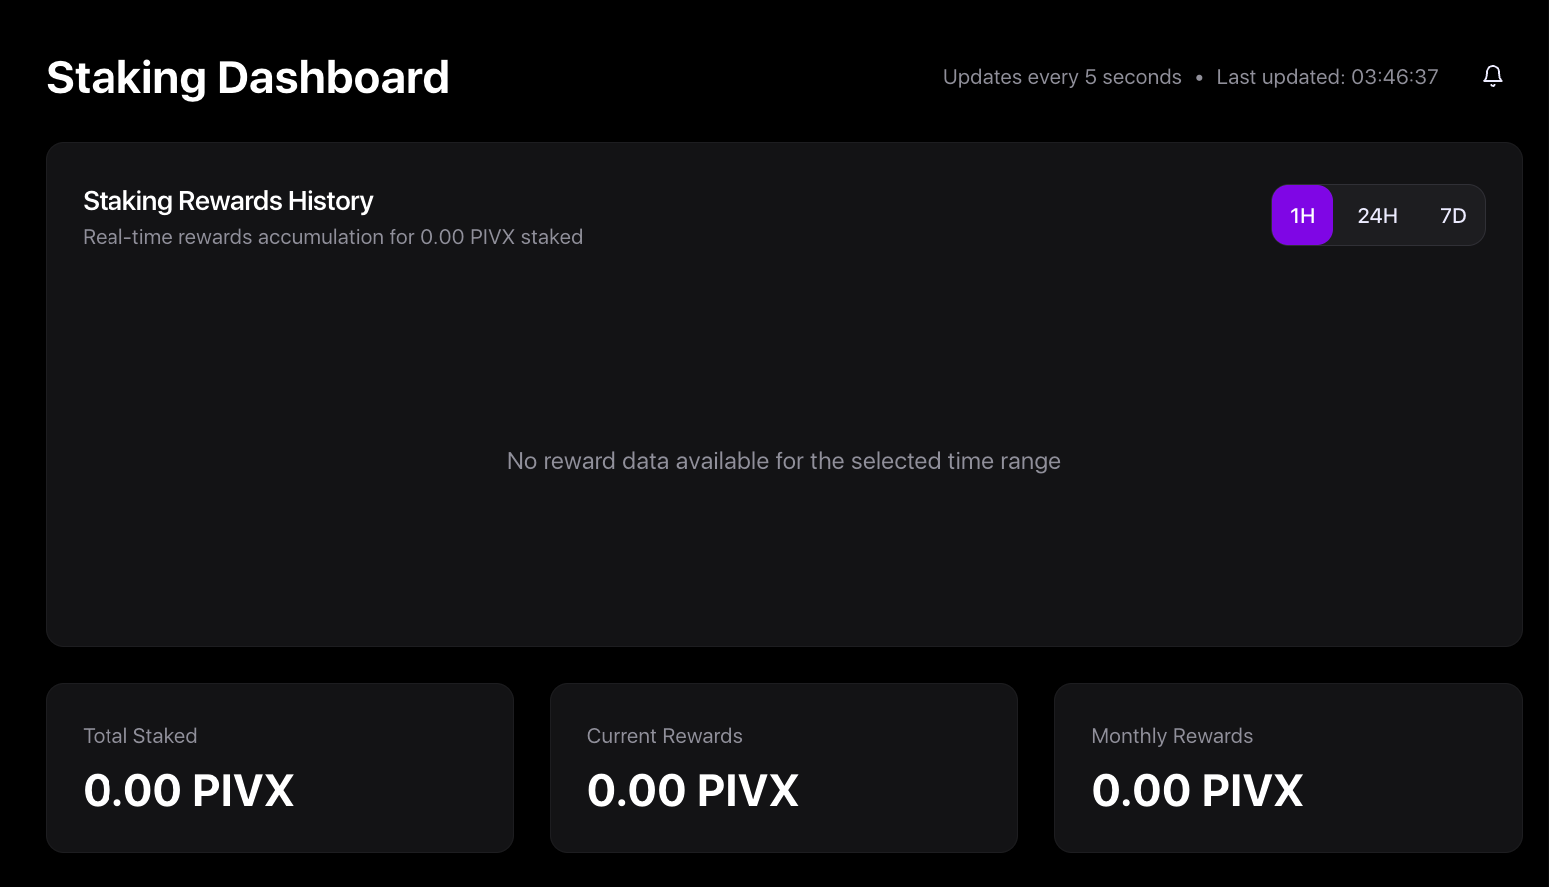 Staking Dashboard
Updates every 5 seconds • Last updated: 03:46:37
Staking Rewards History
Real-time rewards accumulation for 0.00 PIVX staked
1H 24H 7D
No reward data available for the selected time range
Total Staked
0.00 PIVX
Current Rewards
0.00 PIVX
Monthly Rewards
0.00 PIVX